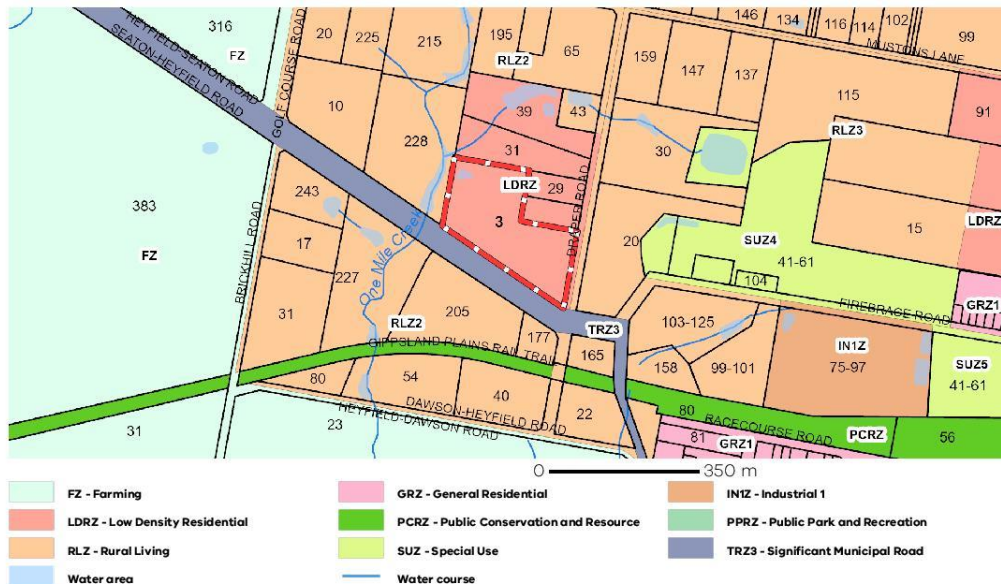 316
FZ
HEYFIELD-SEATON ROAD
SEATON-HEYFIELD ROAD
GOLF COURSE ROAD
20
225
215
195
RLZ2
65
159
147
137
146
134
116
114
102
99
MUSTONS LANE
10
228
39
43
31
LDRZ
29
3
DRAPER ROAD
30
115
RLZ3
91
LDRZ
15
20
SUZ4
41-61
104
FIREBRACE ROAD
GRZ1
383
FZ
BRICKHILL ROAD
243
17
227
31
One Mile Creek
RLZ2
205
177
TRZ3
165
GIPPSLAND PLAINS RAIL TRAIL
103-125
158
99-101
IN1Z
75-97
SUZ5
41-61
80
54
40
22
DAWSON-HEYFIELD ROAD
HEYFIELD-DAWSON ROAD
31
23
80
RACECOURSE ROAD
81
GRZ1
PCRZ
56
0 350 m
FZ - Farming
LDRZ - Low Density Residential
RLZ - Rural Living
Water area
GRZ - General Residential
PCRZ - Public Conservation and Resource
SUZ - Special Use
Water course
IN1Z - Industrial 1
PPRZ - Public Park and Recreation
TRZ3 - Significant Municipal Road